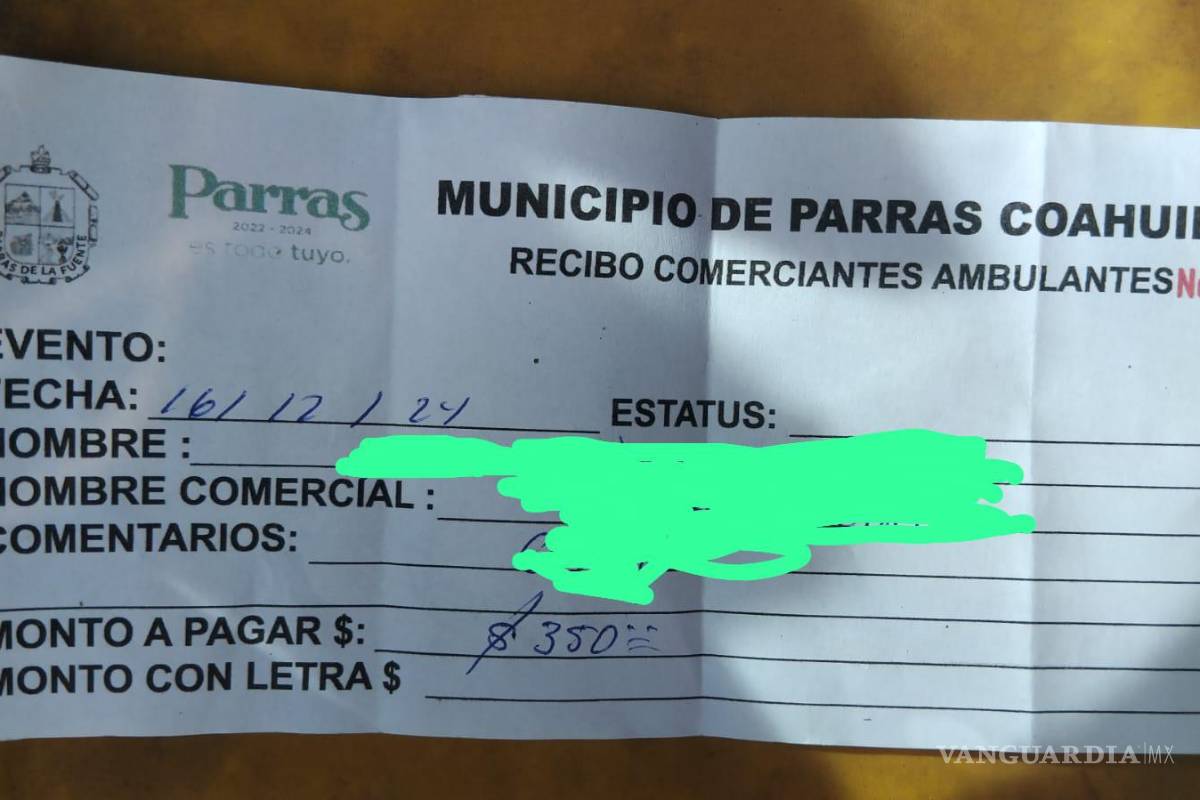 Parras
2022 - 2024
es todo tuyo.
PARRAS DE LA FUENTE
MUNICIPIO DE PARRAS COAHUI
RECIBO COMERCIANTES AMBULANTES No
EVENTO:
FECHA: 16/12/24 ESTATUS:
NOMBRE :
NOMBRE COMERCIAL :
COMENTARIOS:
MONTO A PAGAR $: $ 350
MONTO CON LETRA $
VANGUARDIA|MX